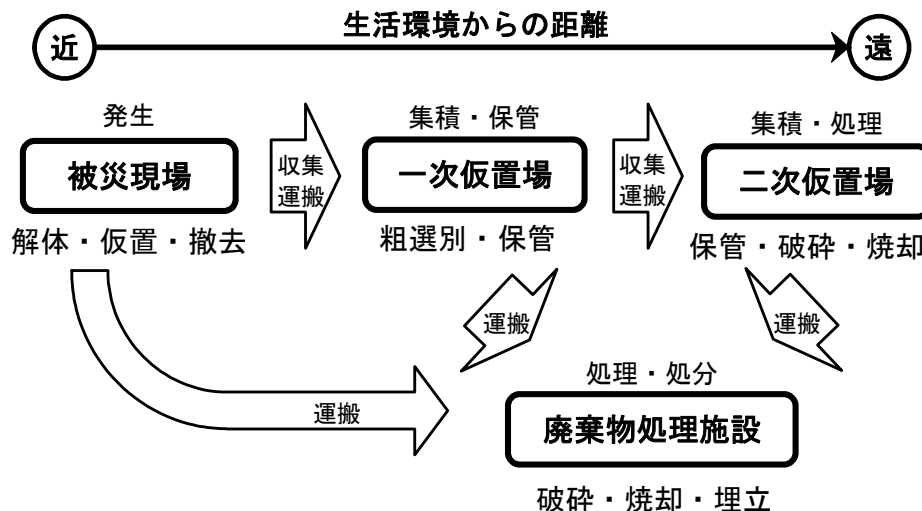 生活環境からの距離
近
遠
発生
被災現場
解体・仮置・撤去
収集
運搬
集積・保管
一次仮置場
粗選別・保管
収集
運搬
集積・処理
二次仮置場
保管・破砕・焼却
運搬
運搬
運搬
処理・処分
廃棄物処理施設
破砕・焼却・埋立